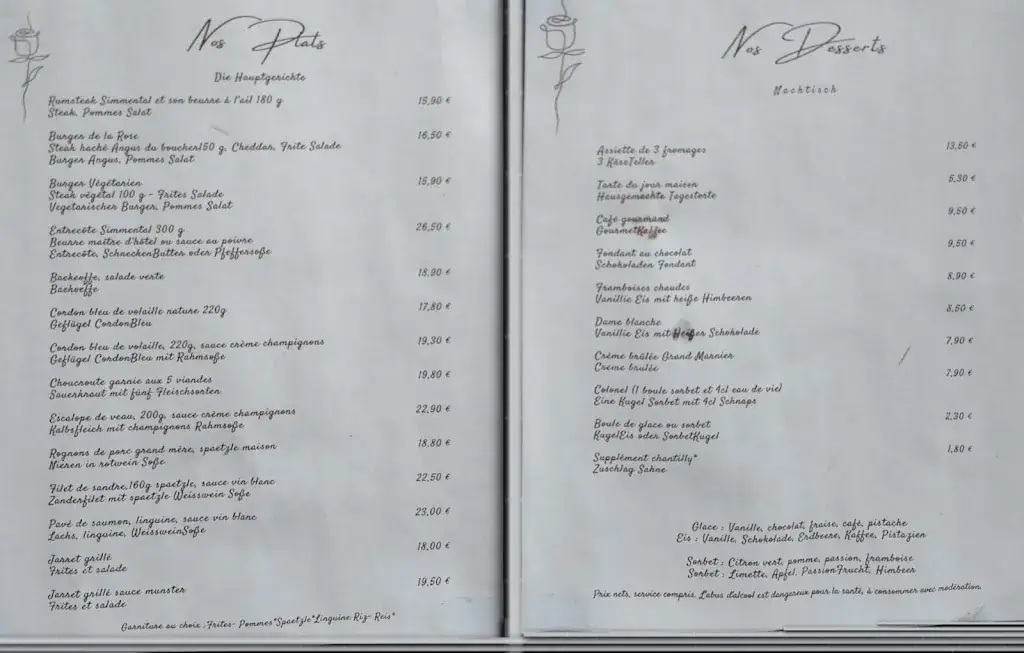 Nos Plats
Die Hauptgerichte
Rumsteak Simmental et son beurre à l'ail 180 g 15,90 €
Steak, Pommes Salat
Burger de la Rose 16,50 €
Steak haché Angus du boucher150 g, Cheddar, Frite Salade
Burger Angus, Pommes Salat
Burger Végétarien 15,90 €
Steak végétal 100 g - Frites Salade
Vegetarischer Burger, Pommes Salat
Entrecôte Simmental 300 g 26,50 €
Beurre maître d'hôtel ou sauce au poivre
Entrecôte, SchneckenButter oder Pfeffersoße
Baekeoffe, salade verte 18,90 €
Baekoeffe
Cordon bleu de volaille nature 220g 17,80 €
Geflügel CordonBleu
Cordon bleu de volaille, 220g, sauce crème champignons 19,30 €
Geflügel CordonBleu mit Rahmsoße
Choucroute garnie aux 5 viandes 19,80 €
Sauerkraut mit fünf Fleischsorten
Escalope de veau, 200g, sauce crème champignons 22,90 €
Kalbsfleich mit champignons Rahmsoße
Rognons de porc grand mère, spaetzle maison 18,80 €
Nieren in rotwein Soße
Filet de sandre,160g spaetzle, sauce vin blanc 22,50 €
Zanderfilet mit spaetzle Weisswein Soße
Pavé de saumon, linguine, sauce vin blanc 23,00 €
Lachs, linguine, WeissweinSoße
Jarret grillé 18,00 €
Frites et salade
Jarret grillé sauce munster 19,50 €
Frites et salade
Garniture au choix ;Frites- Pommes*Spaetzle*Linguine Riz- Reis*
Nos Desserts
Nachtisch
Assiette de 3 fromages 13,50 €
3 KäseTeller
Tarte du jour maison 5,30 €
Hausgemachte Tagestorte
Café gourmand 9,50 €
GourmetKaffee
Fondant au chocolat 9,50 €
Schokoladen Fondant
Framboises chaudes 8,90 €
Vanillie Eis mit heiße Himbeeren
Dame blanche 8,50 €
Vanillie Eis mit Heißer Schokolade
Crème brûlée Grand Marnier 7,90 €
Creme brulée
Colonel (1 boule sorbet et 4cl eau de vie) 7,90 €
Eine Kugel Sorbet mit 4cl Schnaps
Boule de glace ou sorbet 2,30 €
KugelEis oder SorbetKugel
Supplément chantilly* 1,80 €
Zuschlag Sahne
Glace : Vanille, chocolat, fraise, café, pistache
Eis : Vanille, Schokolade, Erdbeere, Kaffee, Pistazien
Sorbet : Citron vert, pomme, passion, framboise
Sorbet : Limette, Apfel, PassionFrucht, Himbeer
Prix nets, service compris. L'abus d'alcool est dangereux pour la santé, à consommer avec modération.